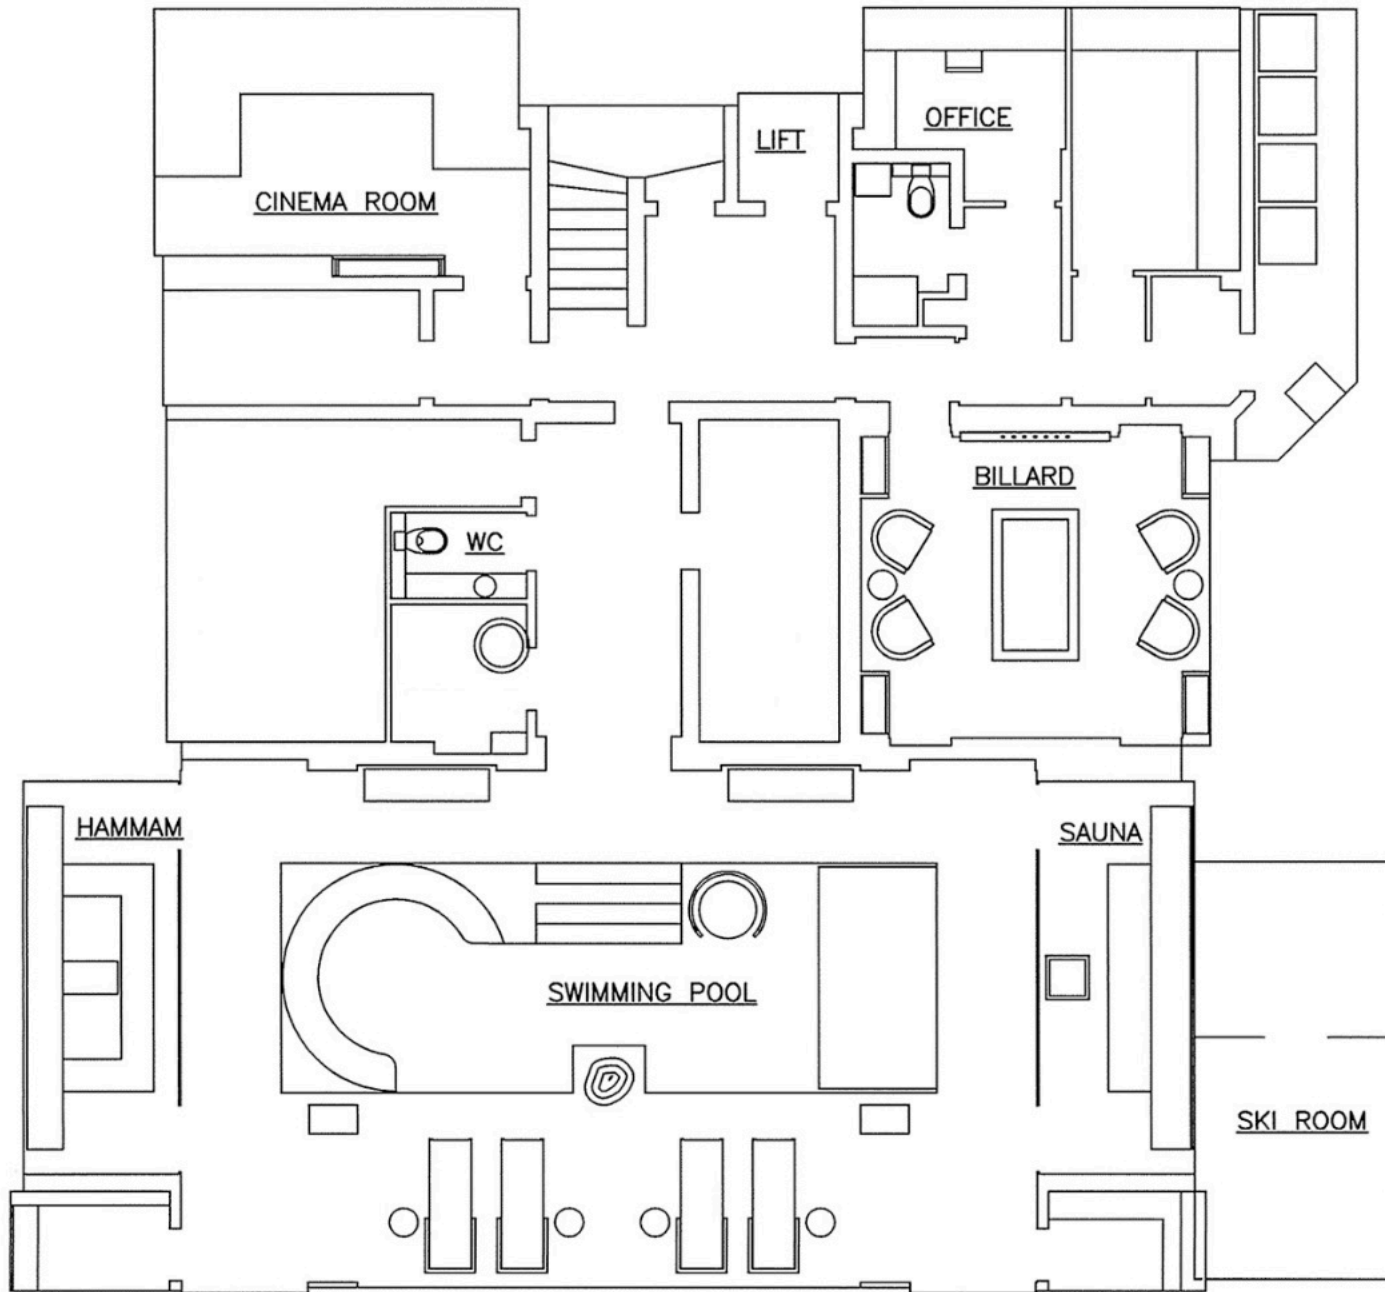 LIFT
OFFICE
CINEMA ROOM
BILLARD
WC
HAMMAM
SAUNA
SWIMMING POOL
SKI ROOM